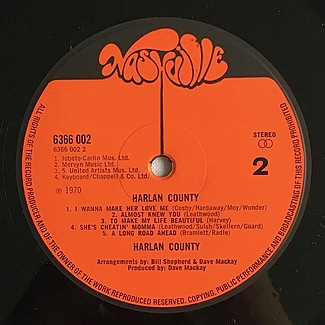 NASHVILLE
6366 002
6366 002 2
1. Jobete-Carlin Mus. Ltd.
2. Mervyn Music Ltd.
3. 5. United Artists Mus. Ltd.
4. Keyboard/Chappell & Co. Ltd.
℗ 1970
STEREO
2
HARLAN COUNTY
1. I WANNA MAKE HER LOVE ME (Cosby/Hardaway/Moy/Wonder)
2. ALMOST KNEW YOU (Leathwood)
3. TO MAKE MY LIFE BEAUTIFUL (Harvey)
4. SHE'S CHEATIN' MOMMA (Leathwood/Sulsh/Skellern/Guard)
5. A LONG ROAD AHEAD (Bramlett/Radle)
HARLAN COUNTY
Arrangements by: Bill Shepherd & Dave Mackay
Produced by: Dave Mackay
ALL RIGHTS OF THE RECORD PRODUCER AND OF THE OWNER OF THE WORK REPRODUCED RESERVED. COPYING, PUBLIC PERFORMANCE AND BROADCASTING OF THIS RECORD PROHIBITED